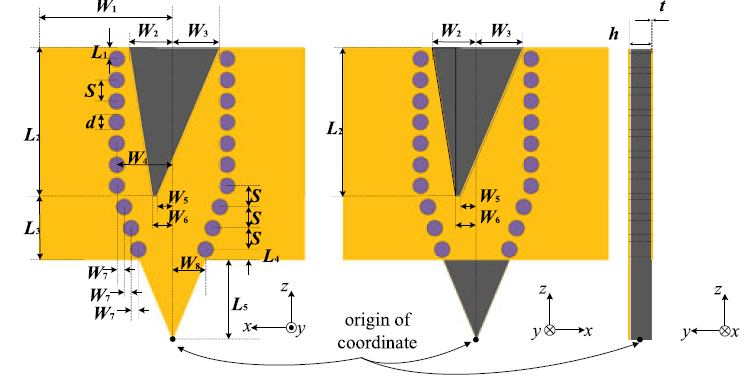 W₁
W₂ W₃
L₁
S
d
L₂
W₄
W₅
W₆
S
S
S
L₃
L₄
W₇
W₇
W₇
W₈
L₅
z
x y
W₂ W₃
L₂
W₅
W₆
z
y x
h t
z
y x
origin of
coordinate